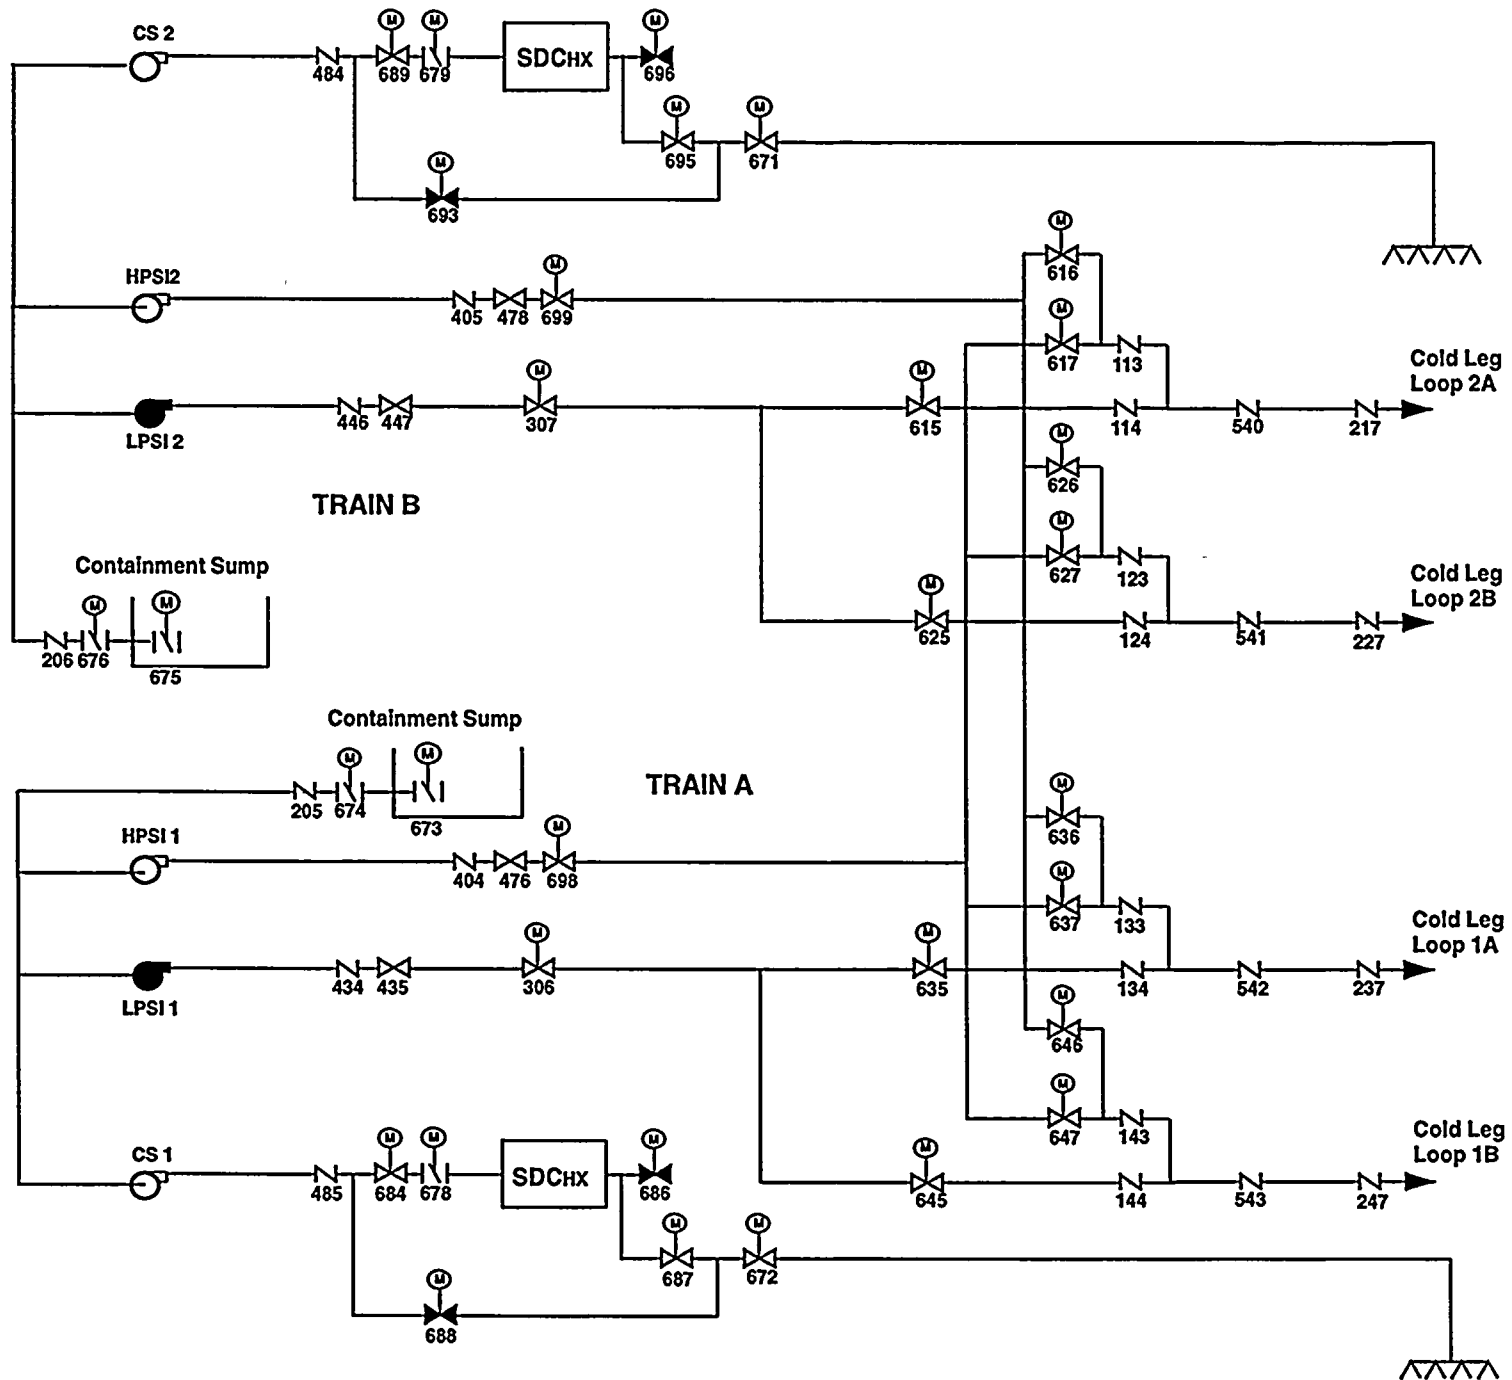 M
M
M
CS 2
SDCHX
484
689
679
696
M
M
695
671
M
693
M
616
HPSI2
M
405
478
699
M
617
113
Cold Leg
Loop 2A
M
M
LPSI 2
446
447
307
615
114
540
217
M
626
TRAIN B
M
627
123
Cold Leg
Loop 2B
Containment Sump
M
M
M
206
676
675
625
124
541
227
Containment Sump
M
M
TRAIN A
205
674
673
M
636
HPSI 1
M
404
476
698
M
637
133
Cold Leg
Loop 1A
M
M
LPSI 1
434
435
306
635
134
542
237
M
646
M
647
143
Cold Leg
Loop 1B
M
M
M
CS 1
SDCHX
485
684
678
686
M
645
144
543
247
M
M
687
672
M
688